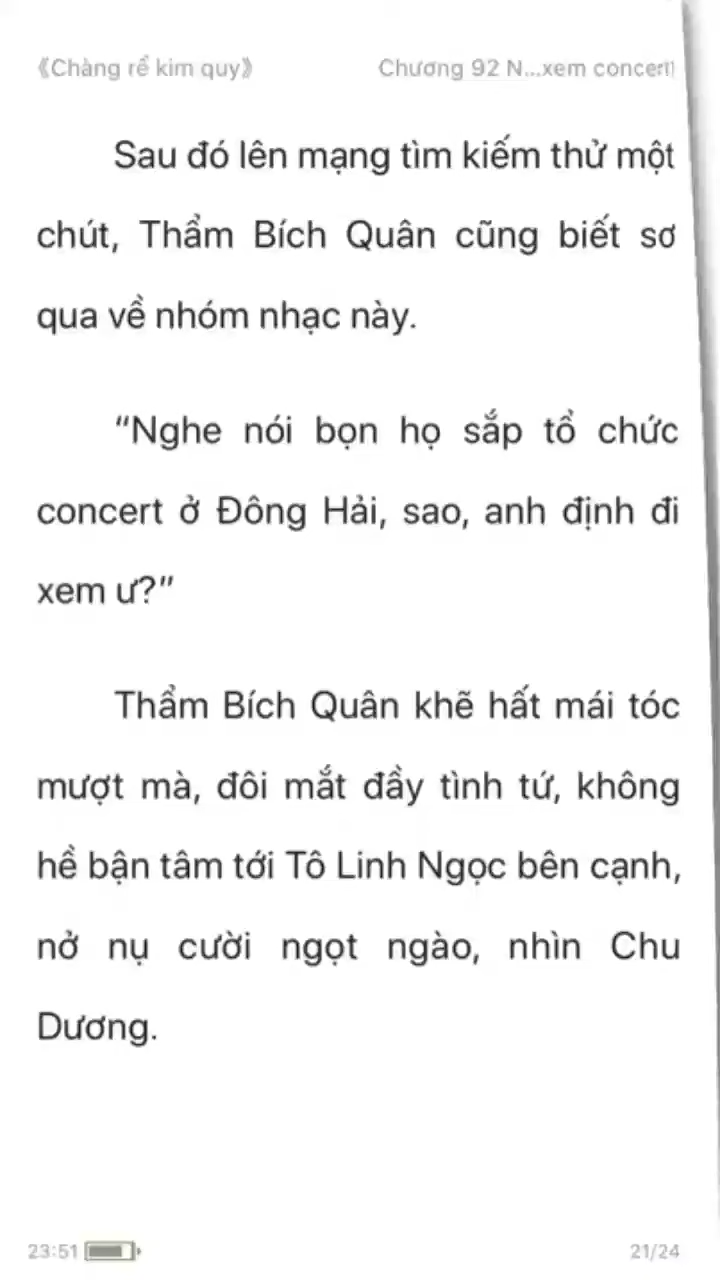 《Chàng rể kim quy》
Chương 92 N...xem concert
Sau đó lên mạng tìm kiếm thử một
chút, Thẩm Bích Quân cũng biết sơ
qua về nhóm nhạc này.
“Nghe nói bọn họ sắp tổ chức
concert ở Đông Hải, sao, anh định đi
xem ư?”
Thẩm Bích Quân khẽ hất mái tóc
mượt mà, đôi mắt đầy tình tứ, không
hề bận tâm tới Tô Linh Ngọc bên cạnh,
nở nụ cười ngọt ngào, nhìn Chu
Dương.
23:51
21/24